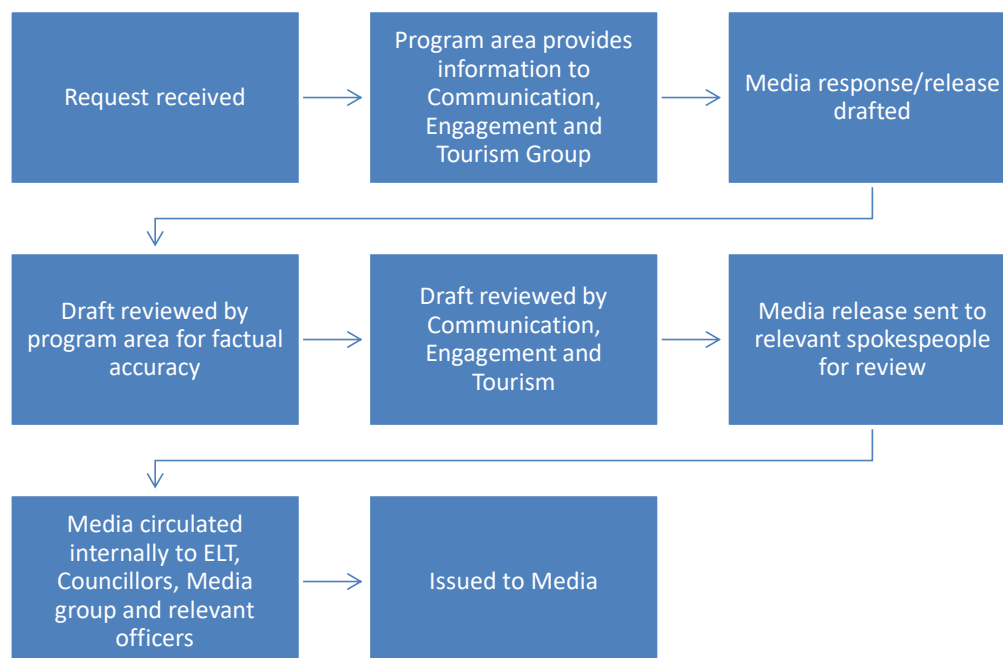 Request received
Program area provides
information to
Communication,
Engagement and
Tourism Group
Media response/release
drafted
Draft reviewed by
program area for factual
accuracy
Draft reviewed by
Communication,
Engagement and
Tourism
Media release sent to
relevant spokespeople
for review
Media circulated
internally to ELT,
Councillors, Media
group and relevant
officers
Issued to Media